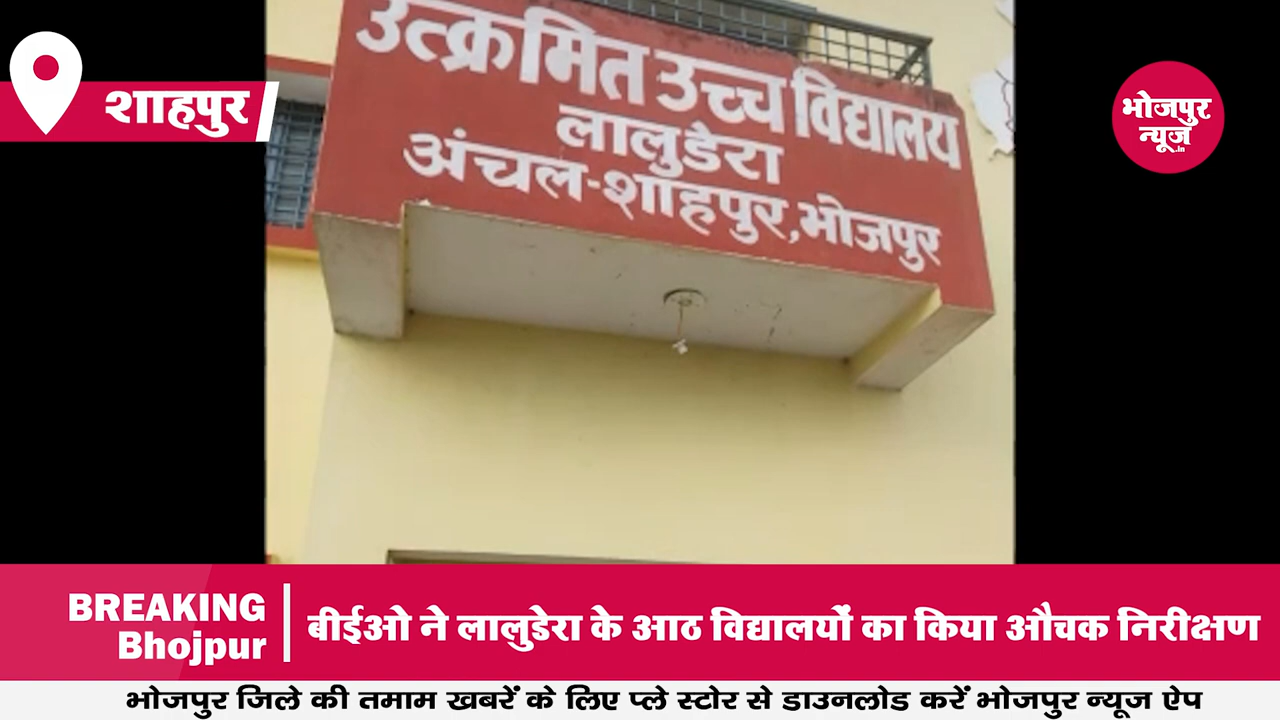 शाहपुर
भोजपुर
न्यूज.in
उत्क्रमित उच्च विद्यालय
लालुडेरा
अंचल-शाहपुर,भोजपुर
BREAKING
Bhojpur
बीईओ ने लालुडेरा के आठ विद्यालयों का किया औचक निरीक्षण
भोजपुर जिले की तमाम खबरें के लिए प्ले स्टोर से डाउनलोड करें भोजपुर न्यूज ऐप